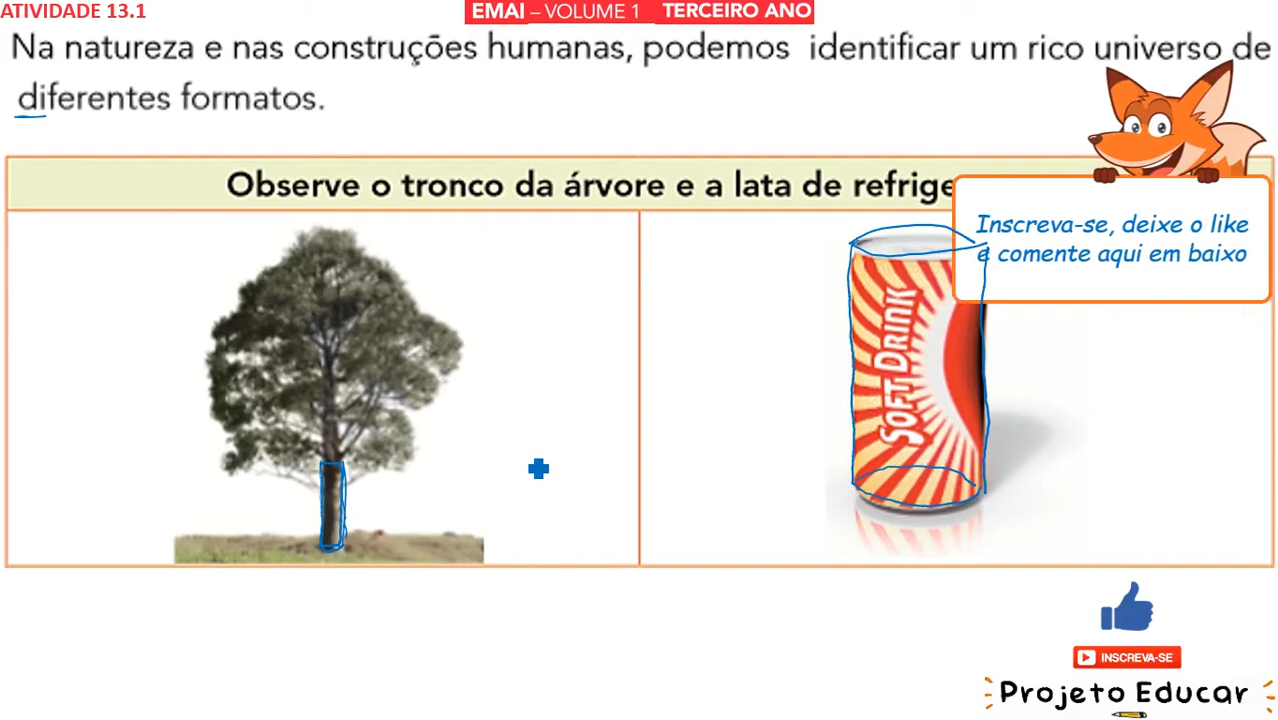 ATIVIDADE 13.1
EMAI – VOLUME 1 TERCEIRO ANO
Na natureza e nas construções humanas, podemos identificar um rico universo de
diferentes formatos.
Observe o tronco da árvore e a lata de refrige
Inscreva-se, deixe o like
e comente aqui em baixo
SOFT DRINK
INSCREVA-SE
Projeto Educar